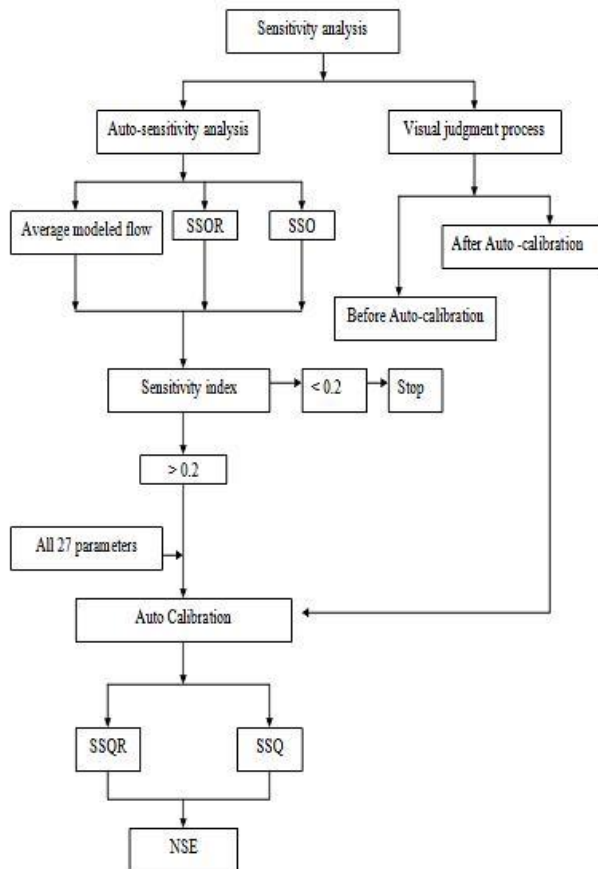 Sensitivity analysis
Auto-sensitivity analysis
Visual judgment process
Average modeled flow
SSOR
SSO
After Auto -calibration
Before Auto-calibration
Sensitivity index
< 0.2
Stop
> 0.2
All 27 parameters
Auto Calibration
SSQR
SSQ
NSE